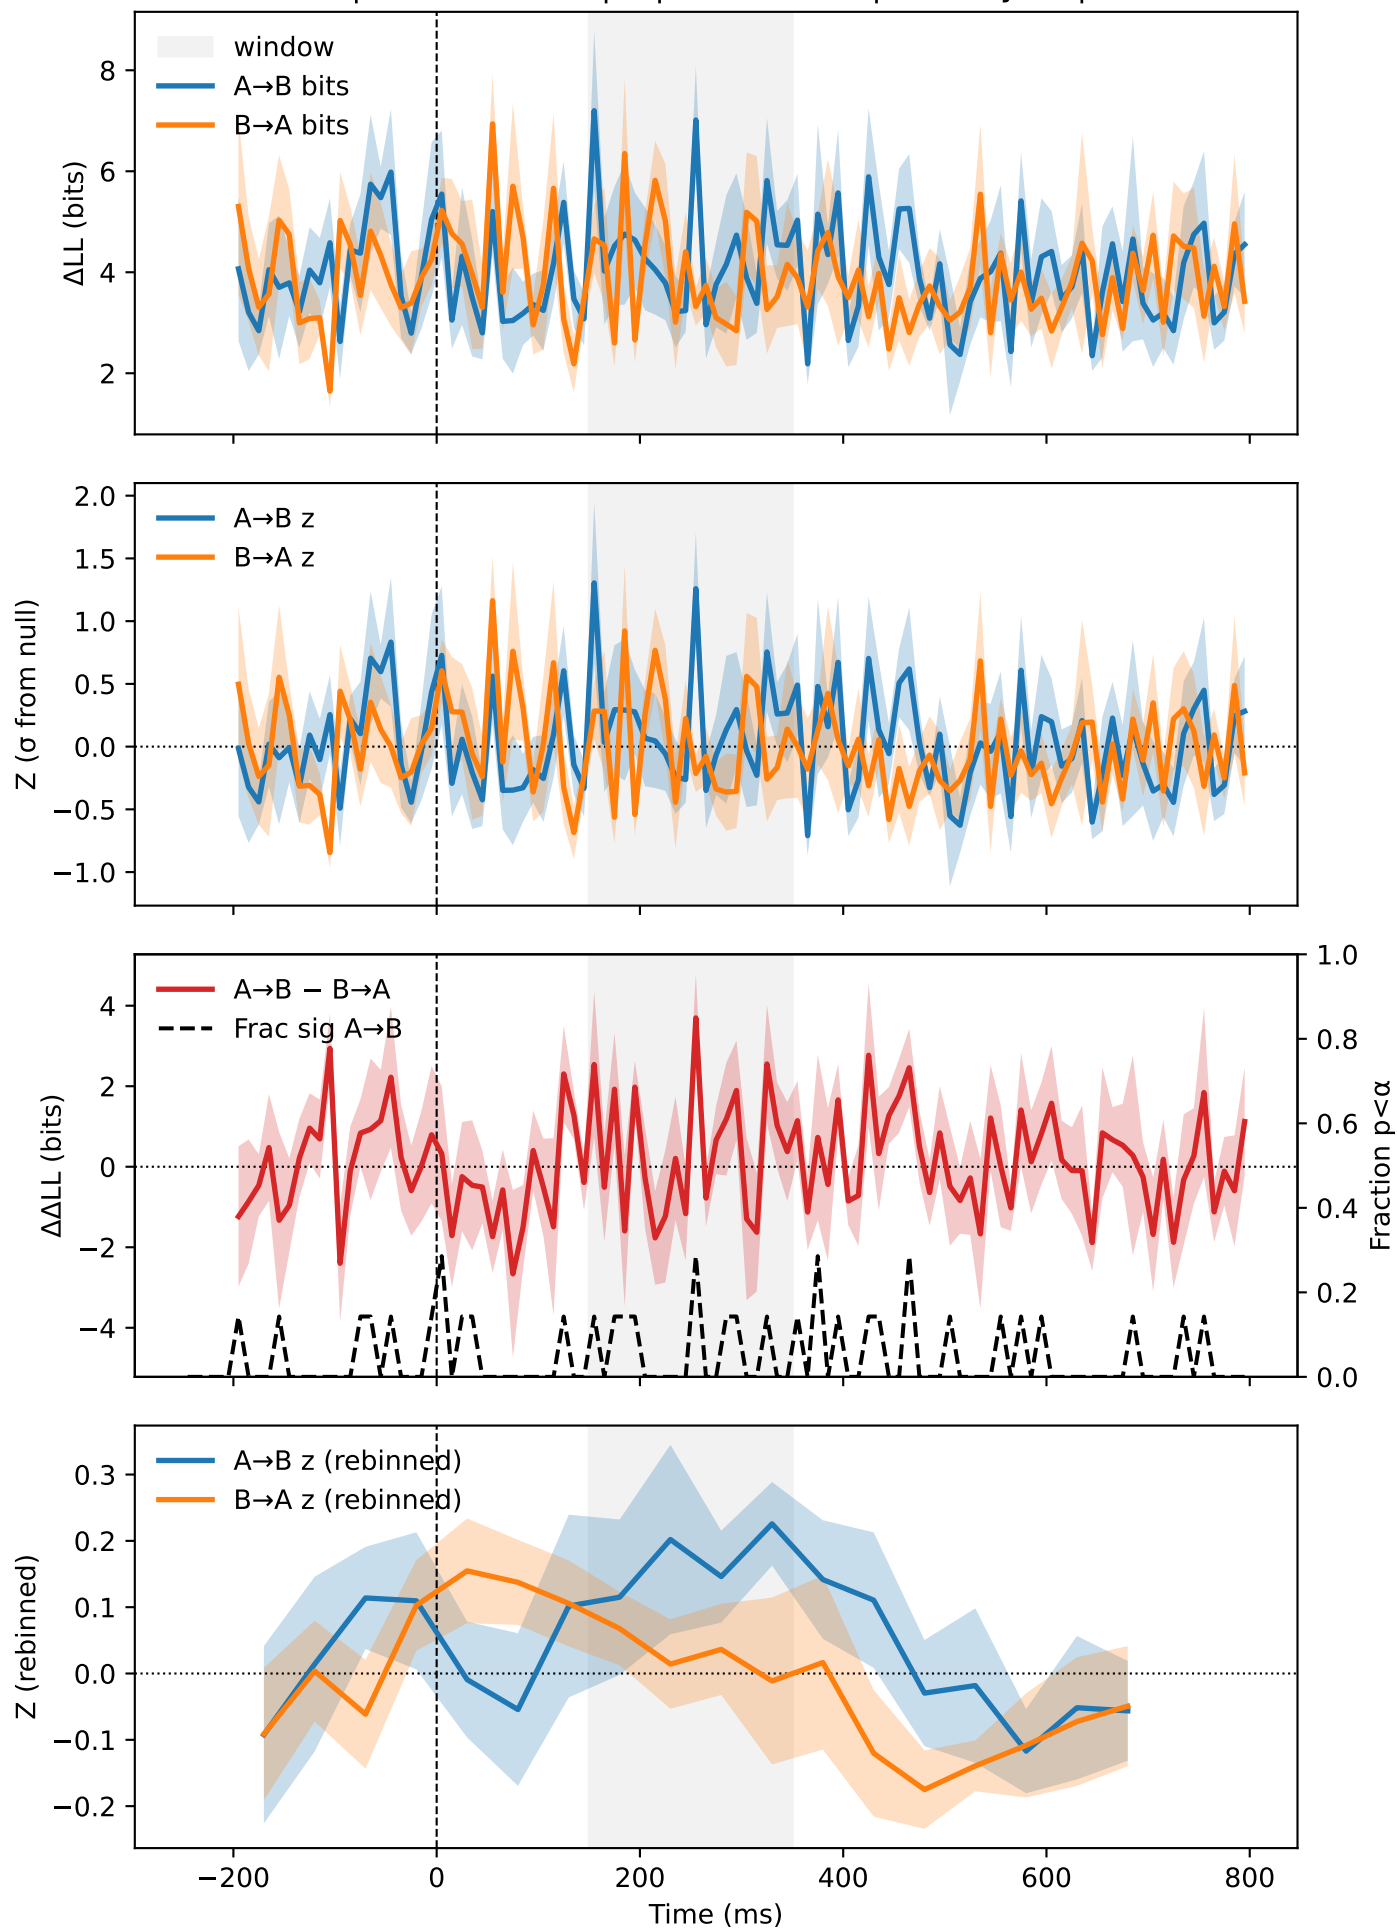 window
A→B bits
B→A bits
8
6
4
2
ΔLL (bits)
A→B z
B→A z
2.0
1.5
1.0
0.5
0.0
−0.5
−1.0
Z (σ from null)
A→B − B→A
Frac sig A→B
4
2
0
−2
−4
ΔΔLL (bits)
1.0
0.8
0.6
0.4
0.2
0.0
Fraction p<α
A→B z (rebinned)
B→A z (rebinned)
0.3
0.2
0.1
0.0
−0.1
−0.2
Z (rebinned)
−200 0 200 400 600 800
Time (ms)